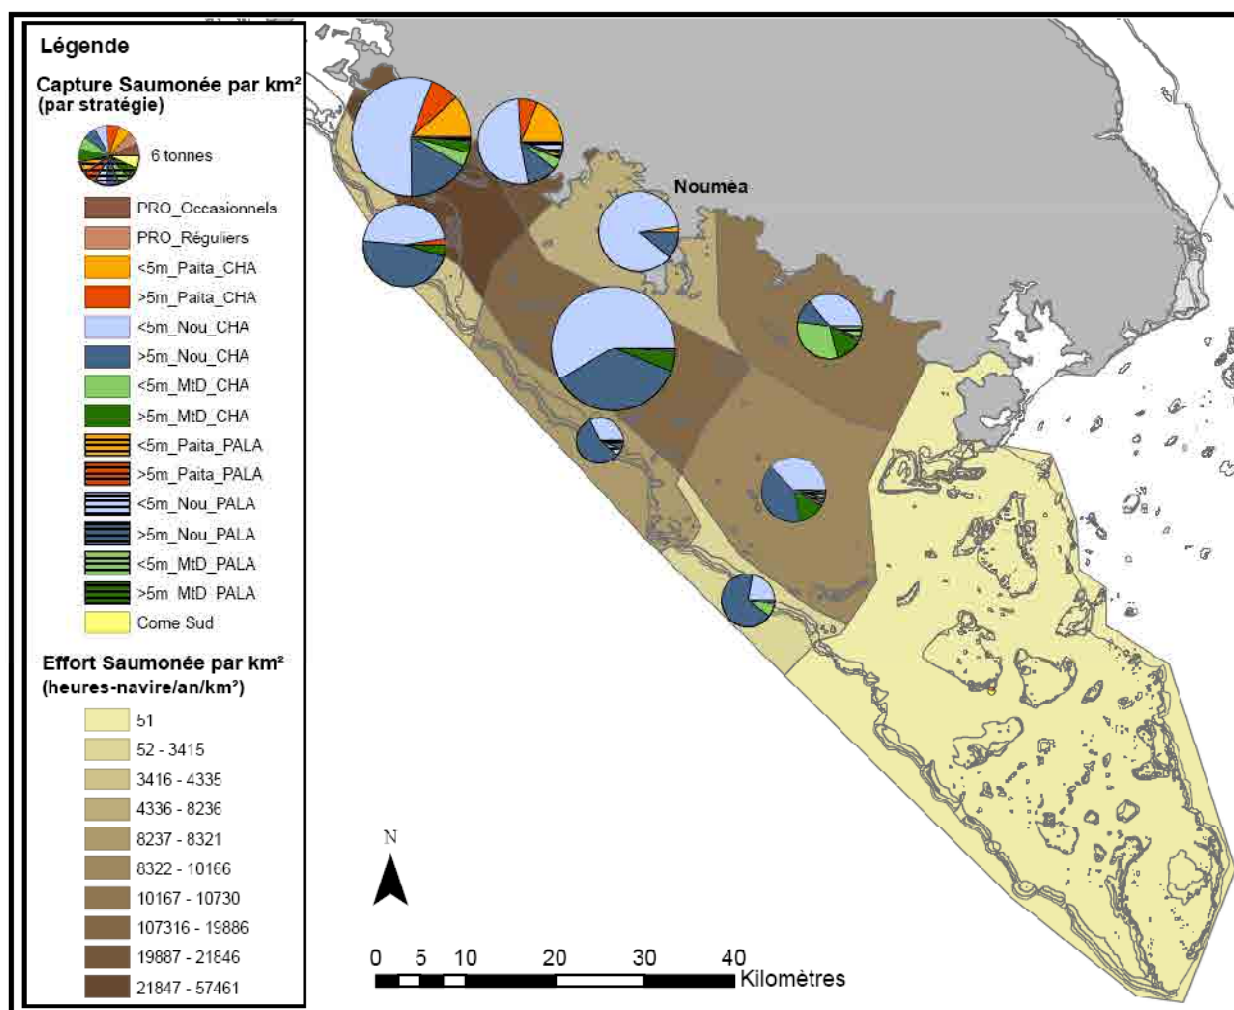 Légende
Capture Saumonée par km²
(par stratégie)
6 tonnes
PRO_Occasionnels
PRO_Réguliers
<5m_Paita_CHA
>5m_Paita_CHA
<5m_Nou_CHA
>5m_Nou_CHA
<5m_MtD_CHA
>5m_MtD_CHA
<5m_Paita_PALA
>5m_Paita_PALA
<5m_Nou_PALA
>5m_Nou_PALA
<5m_MtD_PALA
>5m_MtD_PALA
Corne Sud
Effort Saumonée par km²
(heures-navire/an/km²)
51
52 - 3415
3416 - 4335
4336 - 8236
8237 - 8321
8322 - 10166
10167 - 10730
107316 - 19886
19887 - 21846
21847 - 57461
Nouméa
N
0 5 10 20 30 40
Kilomètres